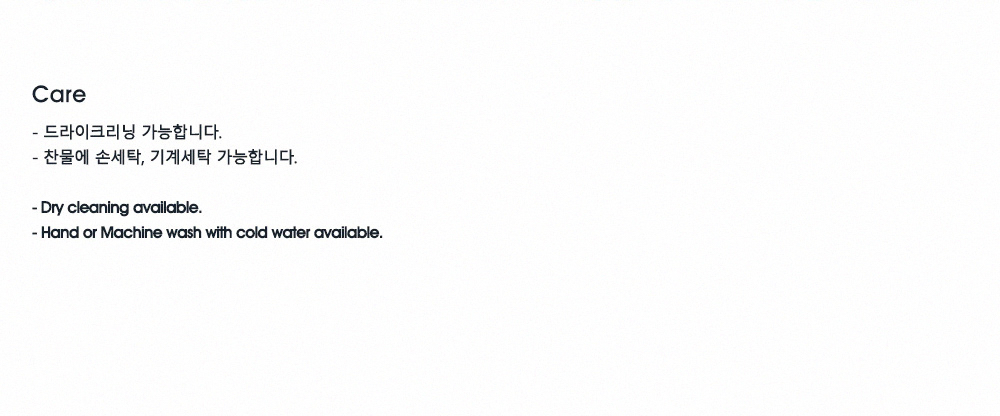 Care
- 드라이크리닝 가능합니다.
- 찬물에 손세탁, 기계세탁 가능합니다.
- Dry cleaning available.
- Hand or Machine wash with cold water available.